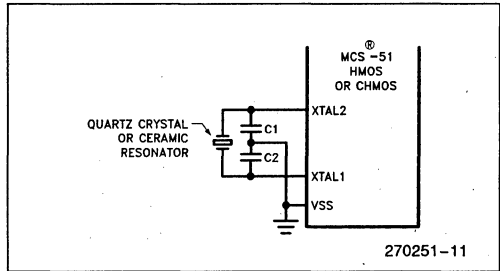 ®
MCS -51
HMOS
OR CHMOS
XTAL2
QUARTZ CRYSTAL
OR CERAMIC
RESONATOR
C1
C2
XTAL1
VSS
270251-11